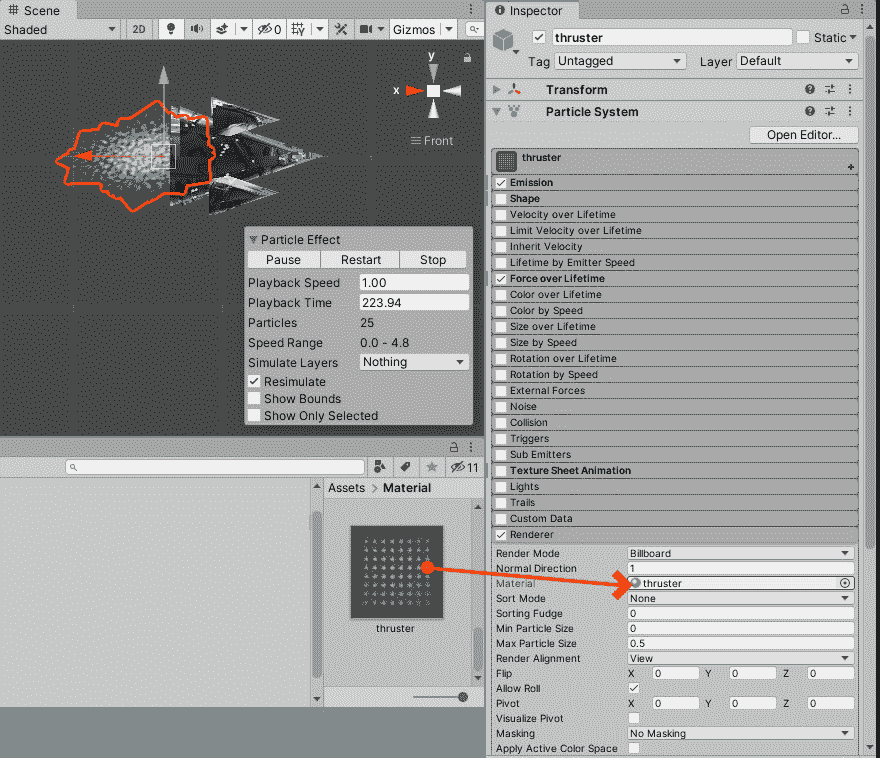 Scene
Shaded
2D
0
Gizmos
y
x
Front
Particle Effect
Pause Restart Stop
Playback Speed 1.00
Playback Time 223.94
Particles 25
Speed Range 0.0 - 4.8
Simulate Layers Nothing
Resimulate
Show Bounds
Show Only Selected
11
Assets > Material
thruster
Inspector
thruster Static
Tag Untagged Layer Default
Transform
Particle System
Open Editor...
thruster
Emission
Shape
Velocity over Lifetime
Limit Velocity over Lifetime
Inherit Velocity
Lifetime by Emitter Speed
Force over Lifetime
Color over Lifetime
Color by Speed
Size over Lifetime
Size by Speed
Rotation over Lifetime
Rotation by Speed
External Forces
Noise
Collision
Triggers
Sub Emitters
Texture Sheet Animation
Lights
Trails
Custom Data
Renderer
Render Mode Billboard
Normal Direction 1
Material thruster
Sort Mode None
Sorting Fudge 0
Min Particle Size 0
Max Particle Size 0.5
Render Alignment View
Flip X 0 Y 0 Z 0
Allow Roll
Pivot X 0 Y 0 Z 0
Visualize Pivot
Masking No Masking
Apply Active Color Space